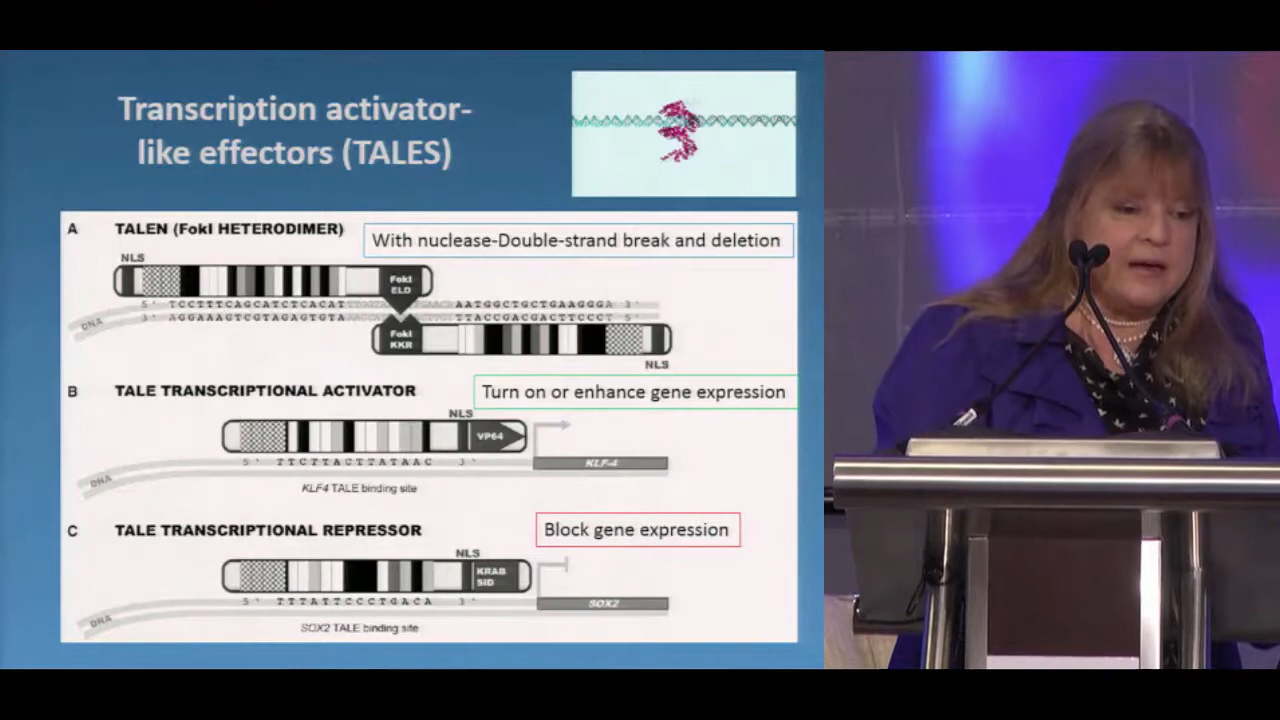 Transcription activator-
like effectors (TALES)
A TALEN (FokI HETERODIMER)
With nuclease-Double-strand break and deletion
NLS
FokI
ELD
5' TCCTTTCAGCATCTCACAT AATGGCTGCTGAAGGGA 3'
DNA
3' AGGAAAGTCGTAGAGTGTA TTACCGACGACTTCCCT 5'
FokI
KKR
NLS
B TALE TRANSCRIPTIONAL ACTIVATOR
Turn on or enhance gene expression
NLS
VP64
5' TTCTTACTTATAAC 3'
KLF-4
DNA
KLF4 TALE binding site
C TALE TRANSCRIPTIONAL REPRESSOR
Block gene expression
NLS
KRAB
SID
5' TTTATTCCCTGACA 3'
SOX2
DNA
SOX2 TALE binding site